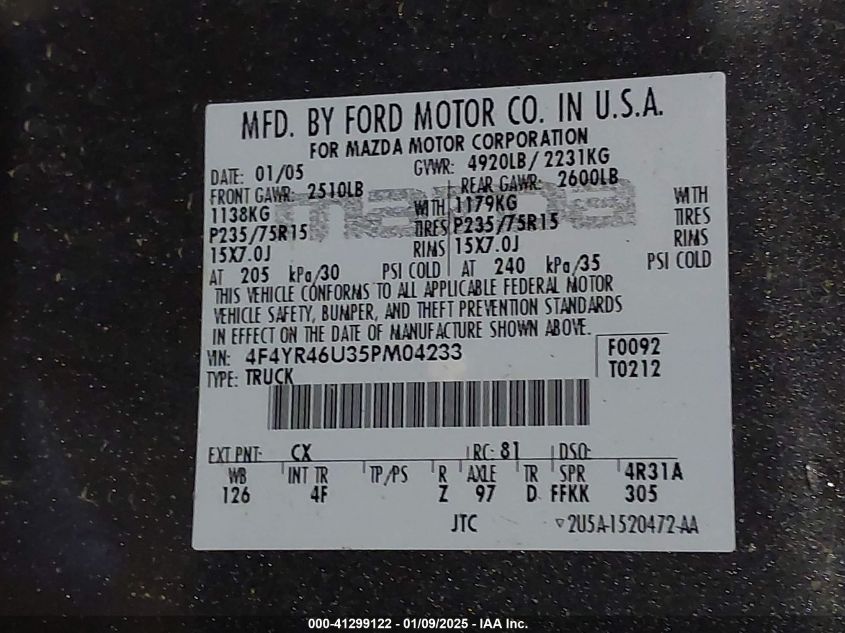 MFD. BY FORD MOTOR CO. IN U.S.A.
FOR MAZDA MOTOR CORPORATION
DATE: 01/05 GVWR: 4920LB/ 2231KG
FRONT GAWR: 2510LB REAR GAWR: 2600LB
1138KG WITH 1179KG WITH
P235/75R15 TIRES P235/75R15 TIRES
15X7.0J RIMS 15X7.0J RIMS
AT 205 kPa/30 PSI COLD AT 240 kPa/35 PSI COLD
THIS VEHICLE CONFORMS TO ALL APPLICABLE FEDERAL MOTOR
VEHICLE SAFETY, BUMPER, AND THEFT PREVENTION STANDARDS
IN EFFECT ON THE DATE OF MANUFACTURE SHOWN ABOVE.
VIN: 4F4YR46U35PM04233 F0092
TYPE: TRUCK T0212
EXT PNT: CX RC: 81 DSO:
WB INT TR TP/PS R AXLE TR SPR 4R31A
126 4F Z 97 D FFKK 305
JTC ▽2U5A-1520472-AA
mazda
000-41299122 - 01/09/2025 - IAA Inc.